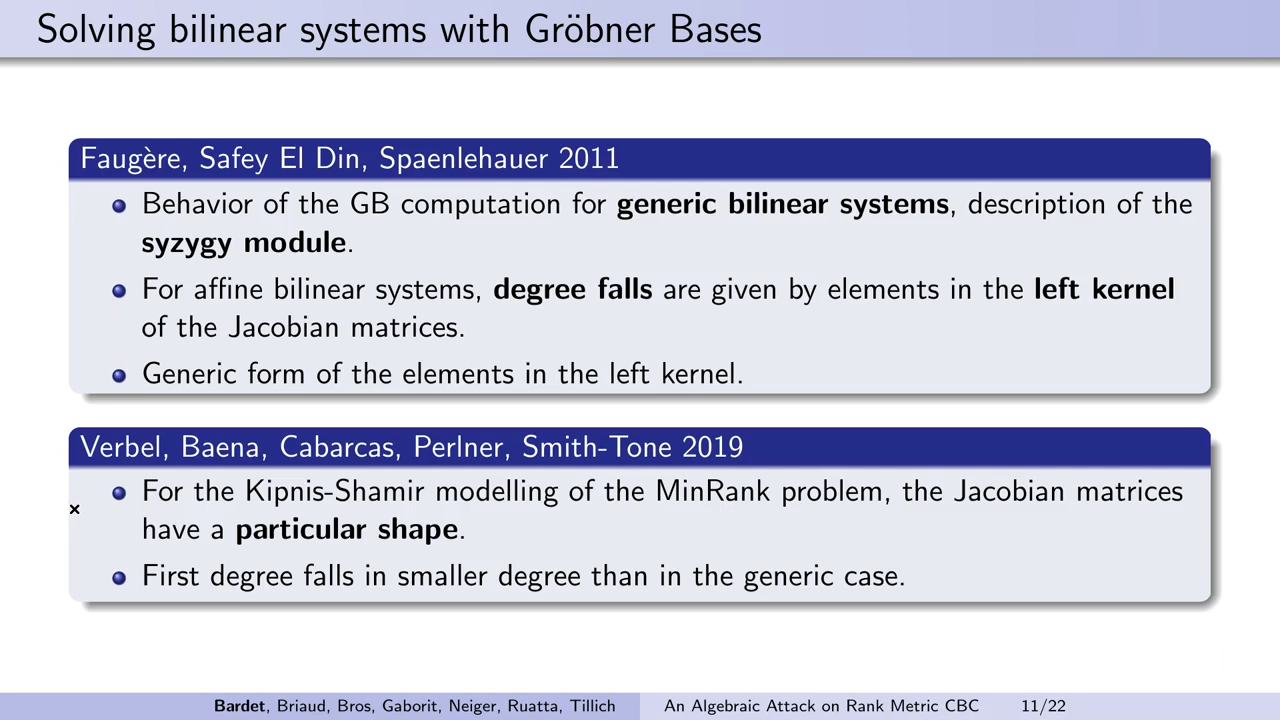 Solving bilinear systems with Gröbner Bases
Faugère, Safey El Din, Spaenlehauer 2011
Behavior of the GB computation for generic bilinear systems, description of the
syzygy module.
For affine bilinear systems, degree falls are given by elements in the left kernel
of the Jacobian matrices.
Generic form of the elements in the left kernel.
Verbel, Baena, Cabarcas, Perlner, Smith-Tone 2019
For the Kipnis-Shamir modelling of the MinRank problem, the Jacobian matrices
have a particular shape.
First degree falls in smaller degree than in the generic case.
Bardet, Briaud, Bros, Gaborit, Neiger, Ruatta, Tillich An Algebraic Attack on Rank Metric CBC 11/22